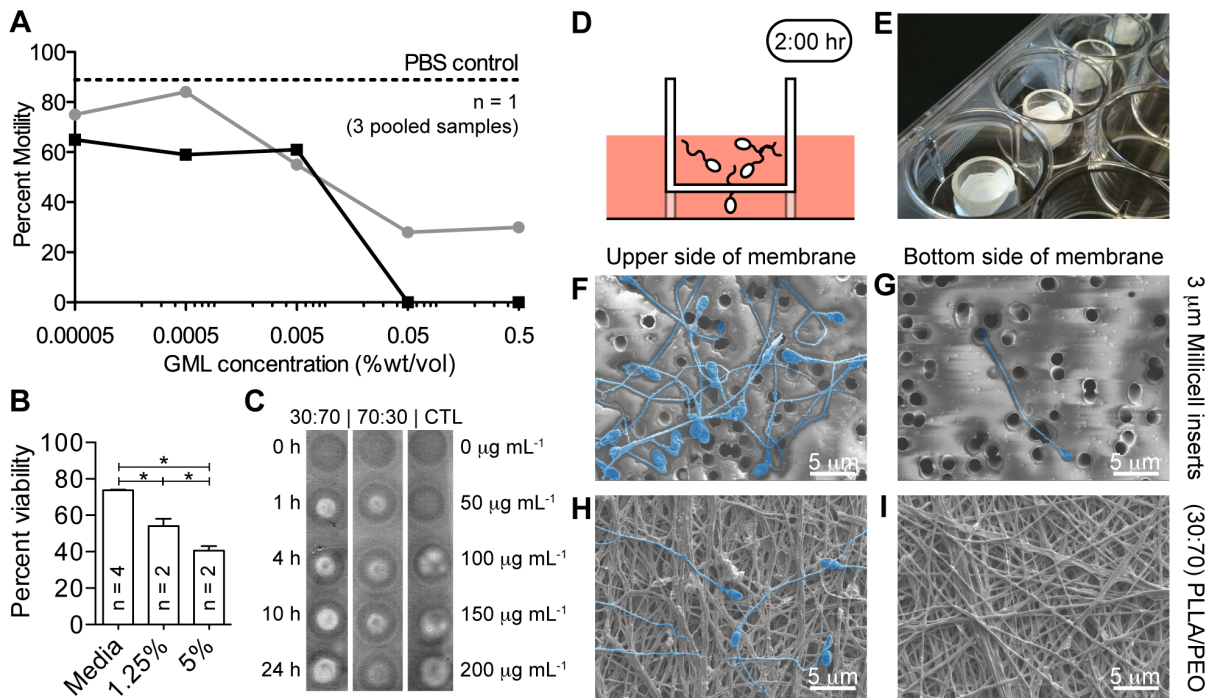 A
100
80
60
40
20
0
Percent Motility
PBS control
n = 1
(3 pooled samples)
0.00005
0.0005
0.005
0.05
0.5
GML concentration (%wt/vol)
B
100
80
60
40
20
0
Percent viability
*
* *
n = 4
n = 2
n = 2
Media
1.25%
5%
C
30:70 | 70:30 | CTL
0 h 0 µg mL-1
1 h 50 µg mL-1
4 h 100 µg mL-1
10 h 150 µg mL-1
24 h 200 µg mL-1
D
2:00 hr
E
Upper side of membrane
Bottom side of membrane
F
5 µm
G
5 µm
3 µm Millicell inserts
H
5 µm
I
5 µm
(30:70) PLLA/PEO